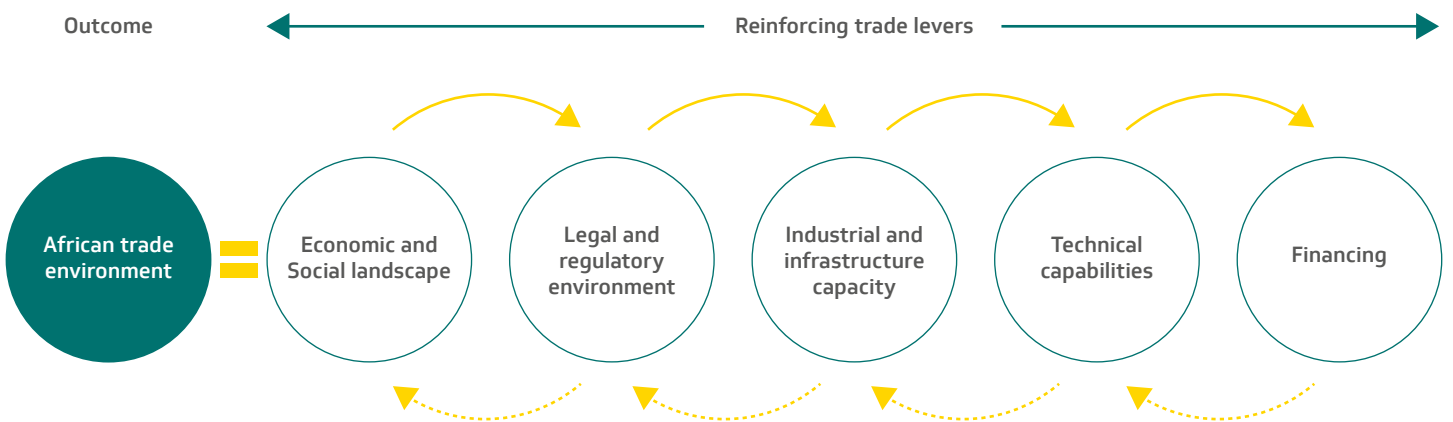 Outcome
Reinforcing trade levers
African trade
environment
Economic and
Social landscape
Legal and
regulatory
environment
Industrial and
infrastructure
capacity
Technical
capabilities
Financing